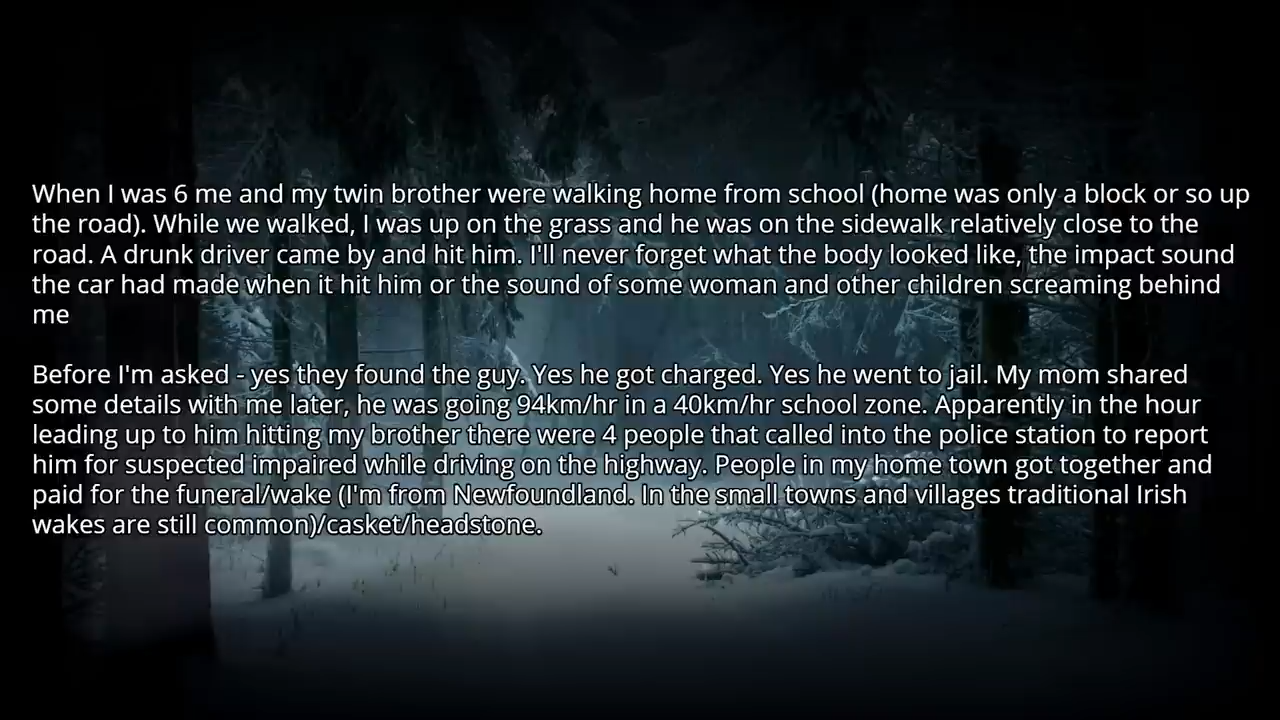 When I was 6 me and my twin brother were walking home from school (home was only a block or so up
the road). While we walked, I was up on the grass and he was on the sidewalk relatively close to the
road. A drunk driver came by and hit him. I'll never forget what the body looked like, the impact sound
the car had made when it hit him or the sound of some woman and other children screaming behind
me
Before I'm asked - yes they found the guy. Yes he got charged. Yes he went to jail. My mom shared
some details with me later, he was going 94km/hr in a 40km/hr school zone. Apparently in the hour
leading up to him hitting my brother there were 4 people that called into the police station to report
him for suspected impaired while driving on the highway. People in my home town got together and
paid for the funeral/wake (I'm from Newfoundland. In the small towns and villages traditional Irish
wakes are still common)/casket/headstone.